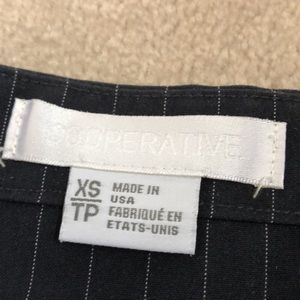 COOPERATIVE
XS
TP
MADE IN
USA
FABRIQUÉ EN
ETATS-UNIS